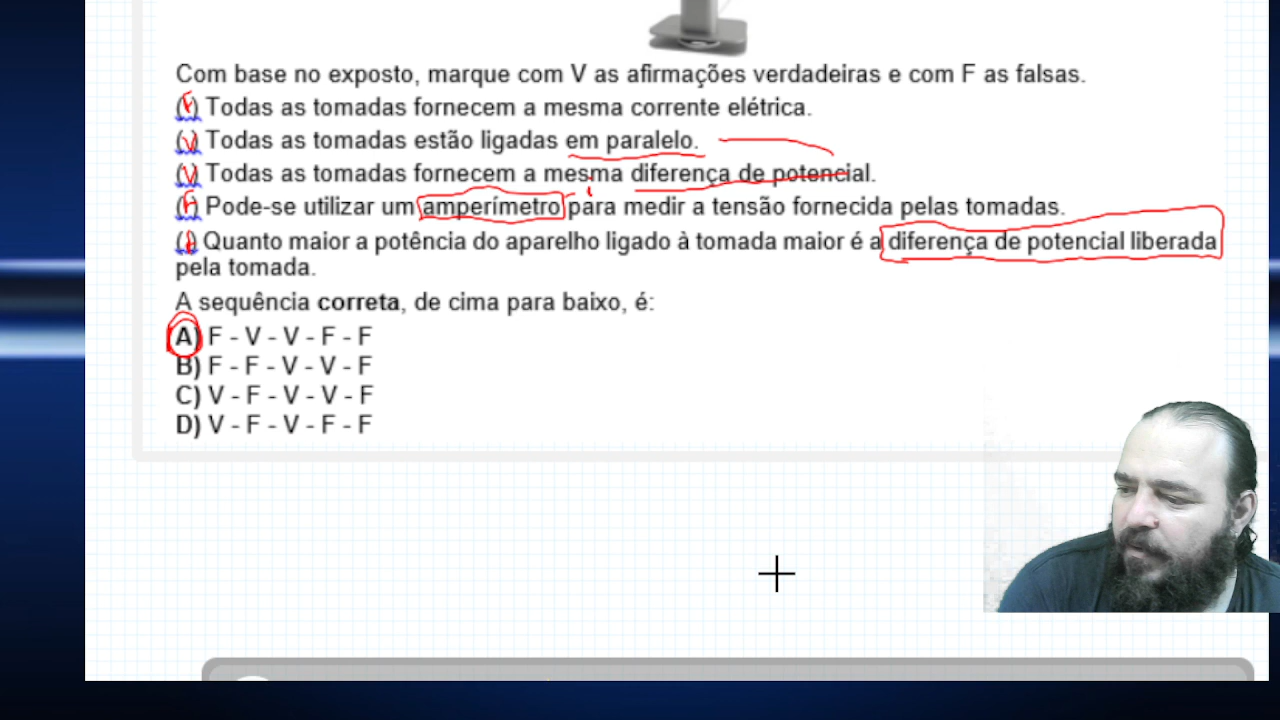 Com base no exposto, marque com V as afirmações verdadeiras e com F as falsas.
(F) Todas as tomadas fornecem a mesma corrente elétrica.
(V) Todas as tomadas estão ligadas em paralelo.
(V) Todas as tomadas fornecem a mesma diferença de potencial.
(F) Pode-se utilizar um amperímetro para medir a tensão fornecida pelas tomadas.
( ) Quanto maior a potência do aparelho ligado à tomada maior é a diferença de potencial liberada
pela tomada.
A sequência correta, de cima para baixo, é:
A) F - V - V - F - F
B) F - F - V - V - F
C) V - F - V - V - F
D) V - F - V - F - F